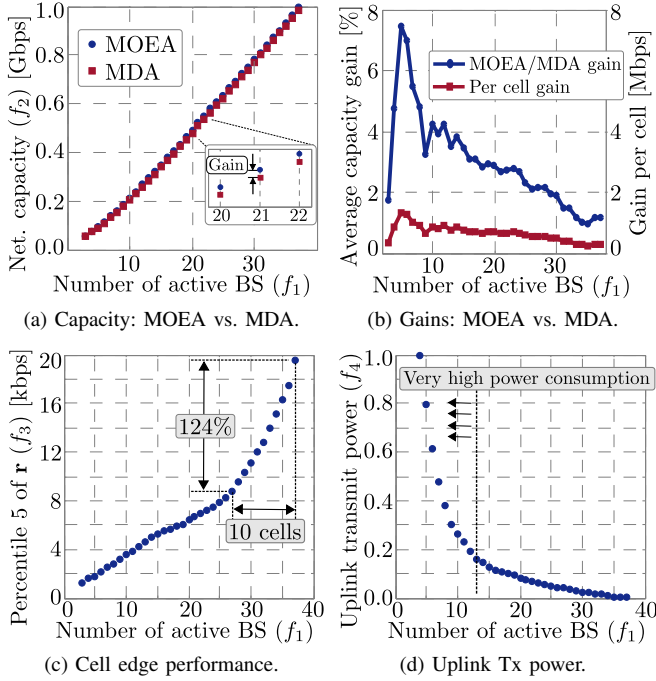 Net. capacity (f2) [Gbps]
1.0
0.8
0.6
0.4
0.2
0.0
MOEA
MDA
Gain
20 21 22
10 20 30
Number of active BS (f1)
(a) Capacity: MOEA vs. MDA.
Average capacity gain [%]
8
6
4
2
0
MOEA/MDA gain
Per cell gain
8
4
2
0
Gain per cell [Mbps]
10 20 30
Number of active BS (f1)
(b) Gains: MOEA vs. MDA.
Percentile 5 of r (f3) [kbps]
20
16
12
8
4
0
124%
10 cells
0 10 20 30 40
Number of active BS (f1)
(c) Cell edge performance.
Uplink transmit power (f4)
1.0
0.8
0.6
0.4
0.2
0.0
Very high power consumption
0 10 20 30 40
Number of active BS (f1)
(d) Uplink Tx power.